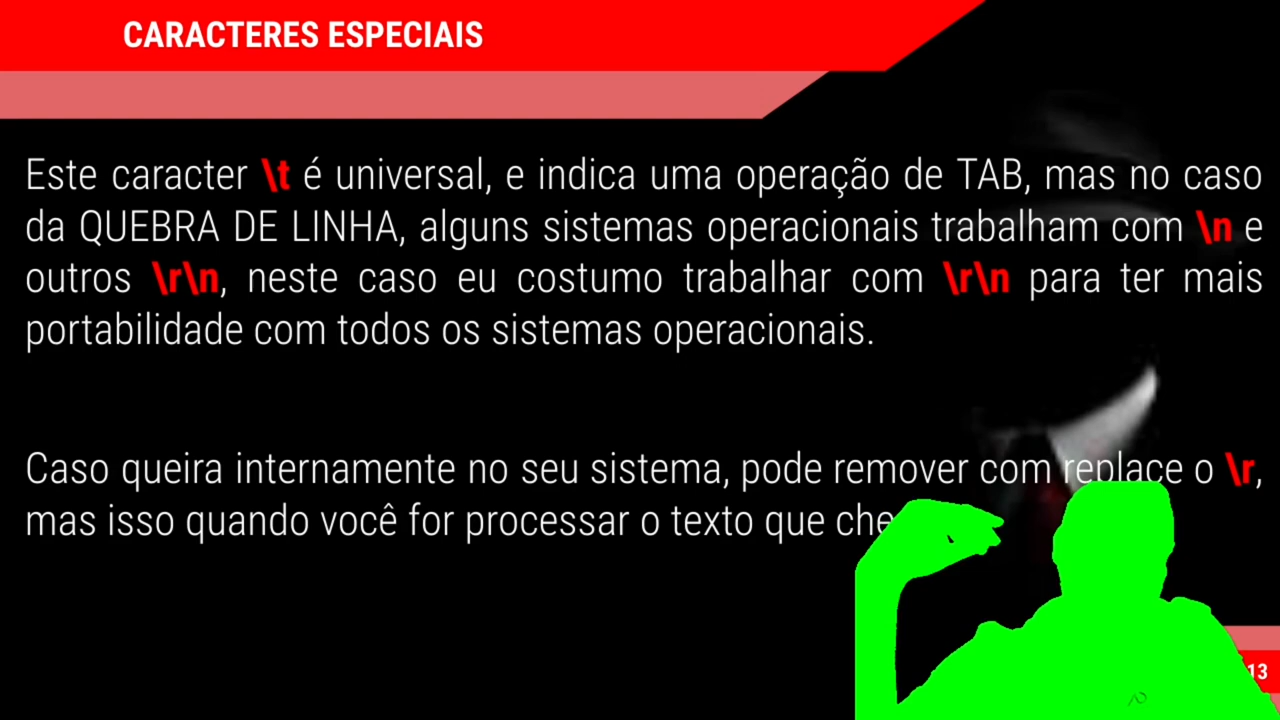 CARACTERES ESPECIAIS
Este caracter \t é universal, e indica uma operação de TAB, mas no caso
da QUEBRA DE LINHA, alguns sistemas operacionais trabalham com \n e
outros \r\n, neste caso eu costumo trabalhar com \r\n para ter mais
portabilidade com todos os sistemas operacionais.
Caso queira internamente no seu sistema, pode remover com replace o \r,
mas isso quando você for processar o texto que
13